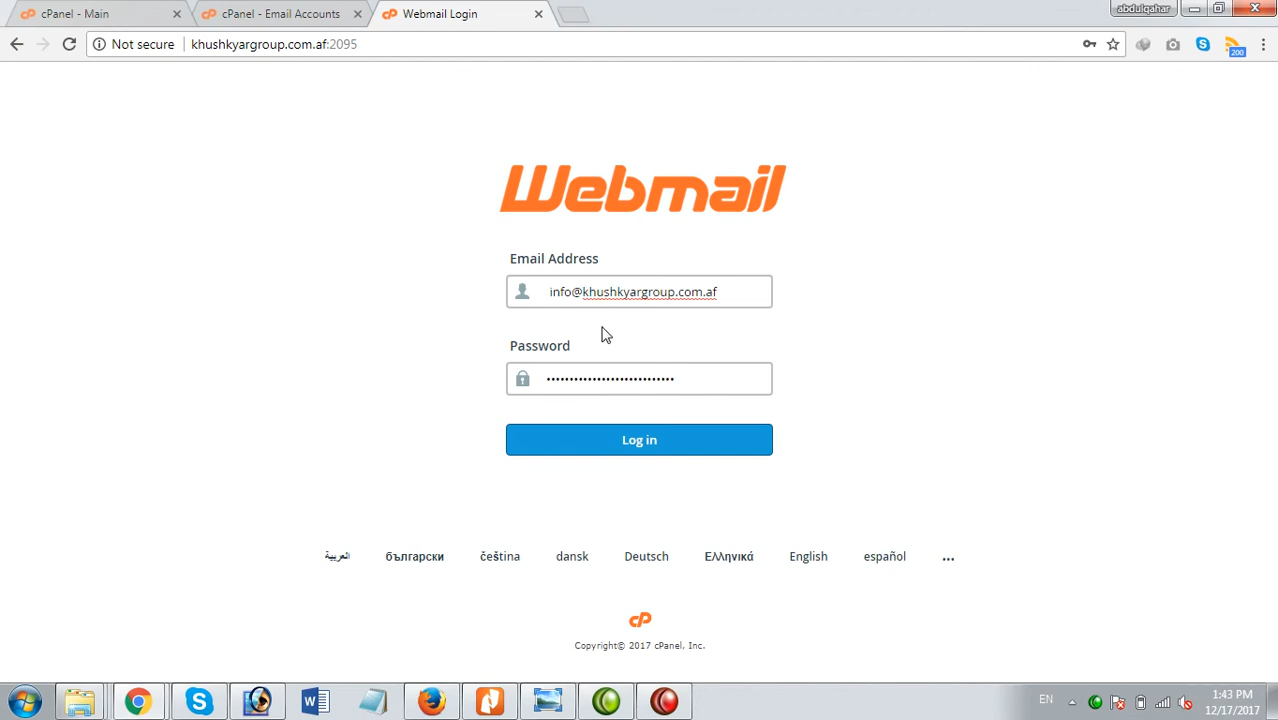 cPanel - Main
cPanel - Email Accounts
Webmail Login
abdulqahar
Not secure
khushkyargroup.com.af:2095
200
Webmail
Email Address
info@khushkyargroup.com.af
Password
Log in
العربية български čeština dansk Deutsch Ελληνικά English español ...
cP
Copyright© 2017 cPanel, Inc.
EN
1:43 PM
12/17/2017